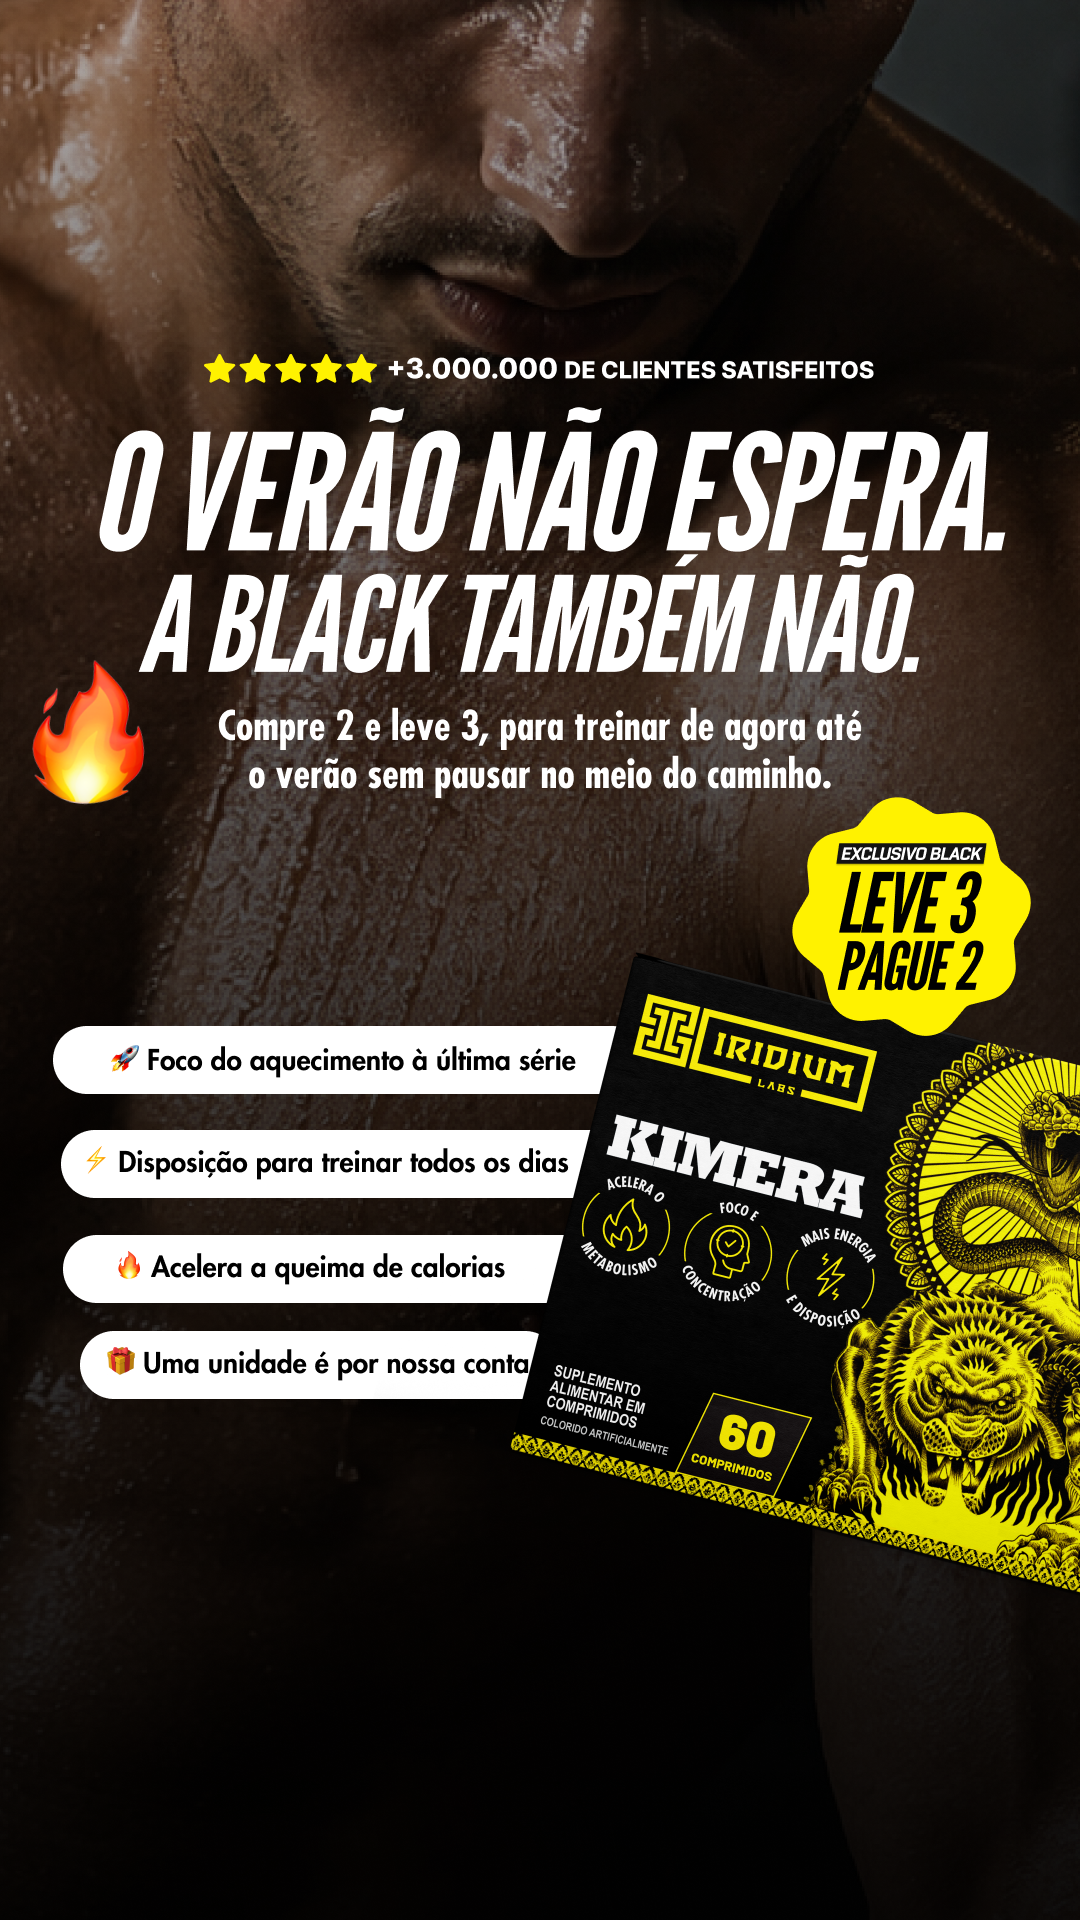 +3.000.000 DE CLIENTES SATISFEITOS
O VERÃO NÃO ESPERA.
A BLACK TAMBÉM NÃO.
Compre 2 e leve 3, para treinar de agora até
o verão sem pausar no meio do caminho.
EXCLUSIVO BLACK
LEVE 3
PAGUE 2
Foco do aquecimento à última série
Disposição para treinar todos os dias
Acelera a queima de calorias
Uma unidade é por nossa conta
IRIDIUM
LABS
KIMERA
ACELERA O
METABOLISMO
FOCO E
CONCENTRAÇÃO
MAIS ENERGIA
E DISPOSIÇÃO
SUPLEMENTO
ALIMENTAR EM
COMPRIMIDOS
COLORIDO ARTIFICIALMENTE
60
COMPRIMIDOS